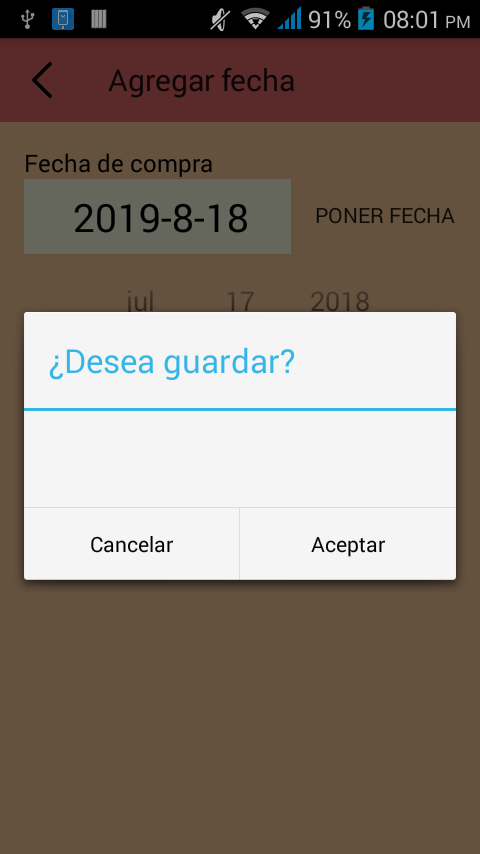 91% 08:01 PM
Agregar fecha
Fecha de compra
2019-8-18 PONER FECHA
jul 17 2018
¿Desea guardar?
Cancelar Aceptar